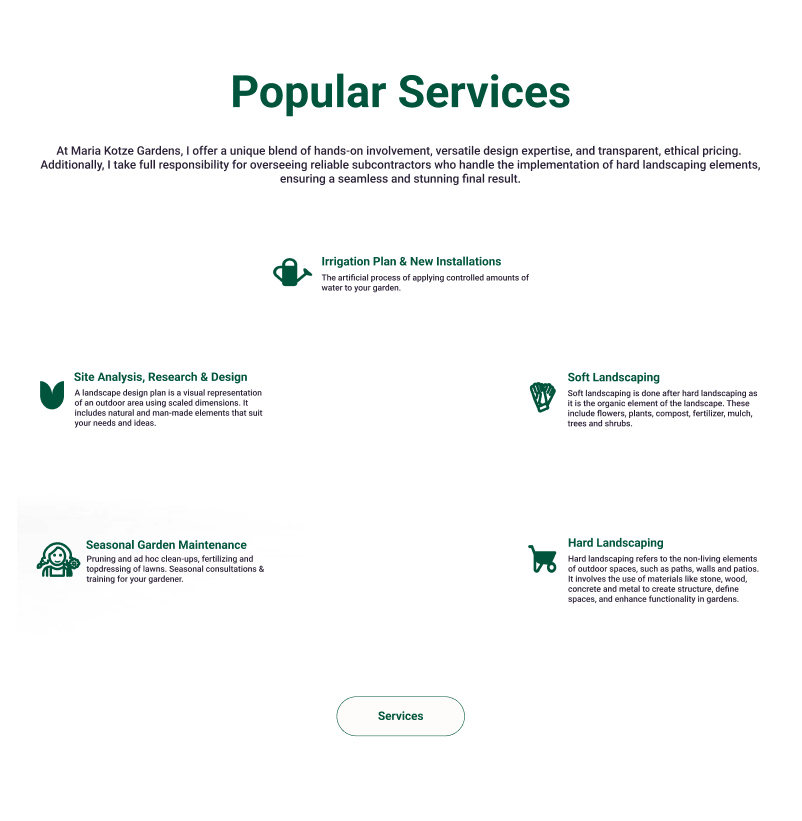 Popular Services
At Maria Kotze Gardens, I offer a unique blend of hands-on involvement, versatile design expertise, and transparent, ethical pricing.
Additionally, I take full responsibility for overseeing reliable subcontractors who handle the implementation of hard landscaping elements,
ensuring a seamless and stunning final result.
Irrigation Plan & New Installations
The artificial process of applying controlled amounts of
water to your garden.
Site Analysis, Research & Design
A landscape design plan is a visual representation
of an outdoor area using scaled dimensions. It
includes natural and man-made elements that suit
your needs and ideas.
Soft Landscaping
Soft landscaping is done after hard landscaping as
it is the organic element of the landscape. These
include flowers, plants, compost, fertilizer, mulch,
trees and shrubs.
Seasonal Garden Maintenance
Pruning and ad hoc clean-ups, fertilizing and
topdressing of lawns. Seasonal consultations &
training for your gardener.
Hard Landscaping
Hard landscaping refers to the non-living elements
of outdoor spaces, such as paths, walls and patios.
It involves the use of materials like stone, wood,
concrete and metal to create structure, define
spaces, and enhance functionality in gardens.
Services